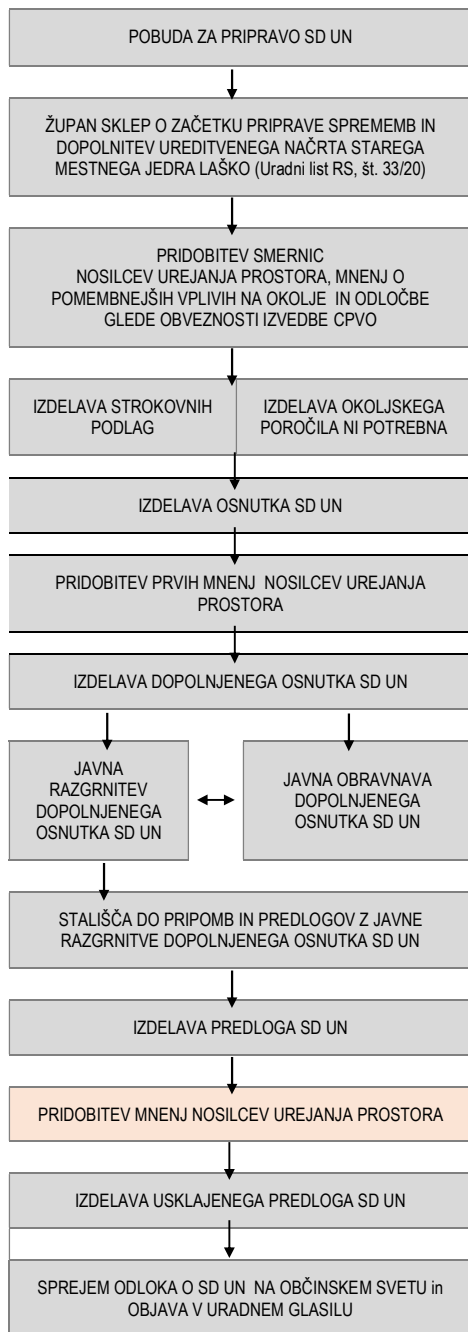 POBUDA ZA PRIPRAVO SD UN
ŽUPAN SKLEP O ZAČETKU PRIPRAVE SPREMEMB IN
DOPOLNITEV UREDITVENEGA NAČRTA STAREGA
MESTNEGA JEDRA LAŠKO (Uradni list RS, št. 33/20)
PRIDOBITEV SMERNIC
NOSILCEV UREJANJA PROSTORA, MNENJ O
POMEMBNEJŠIH VPLIVIH NA OKOLJE IN ODLOČBE
GLEDE OBVEZNOSTI IZVEDBE CPVO
IZDELAVA STROKOVNIH
PODLAG
IZDELAVA OKOLJSKEGA
POROČILA NI POTREBNA
IZDELAVA OSNUTKA SD UN
PRIDOBITEV PRVIH MNENJ NOSILCEV UREJANJA
PROSTORA
IZDELAVA DOPOLNJENEGA OSNUTKA SD UN
JAVNA
RAZGRNITEV
DOPOLNJENEGA
OSNUTKA SD UN
JAVNA OBRAVNAVA
DOPOLNJENEGA
OSNUTKA SD UN
STALIŠČA DO PRIPOMB IN PREDLOGOV Z JAVNE
RAZGRNITVE DOPOLNJENEGA OSNUTKA SD UN
IZDELAVA PREDLOGA SD UN
PRIDOBITEV MNENJ NOSILCEV UREJANJA PROSTORA
IZDELAVA USKLAJENEGA PREDLOGA SD UN
SPREJEM ODLOKA O SD UN NA OBČINSKEM SVETU in
OBJAVA V URADNEM GLASILU